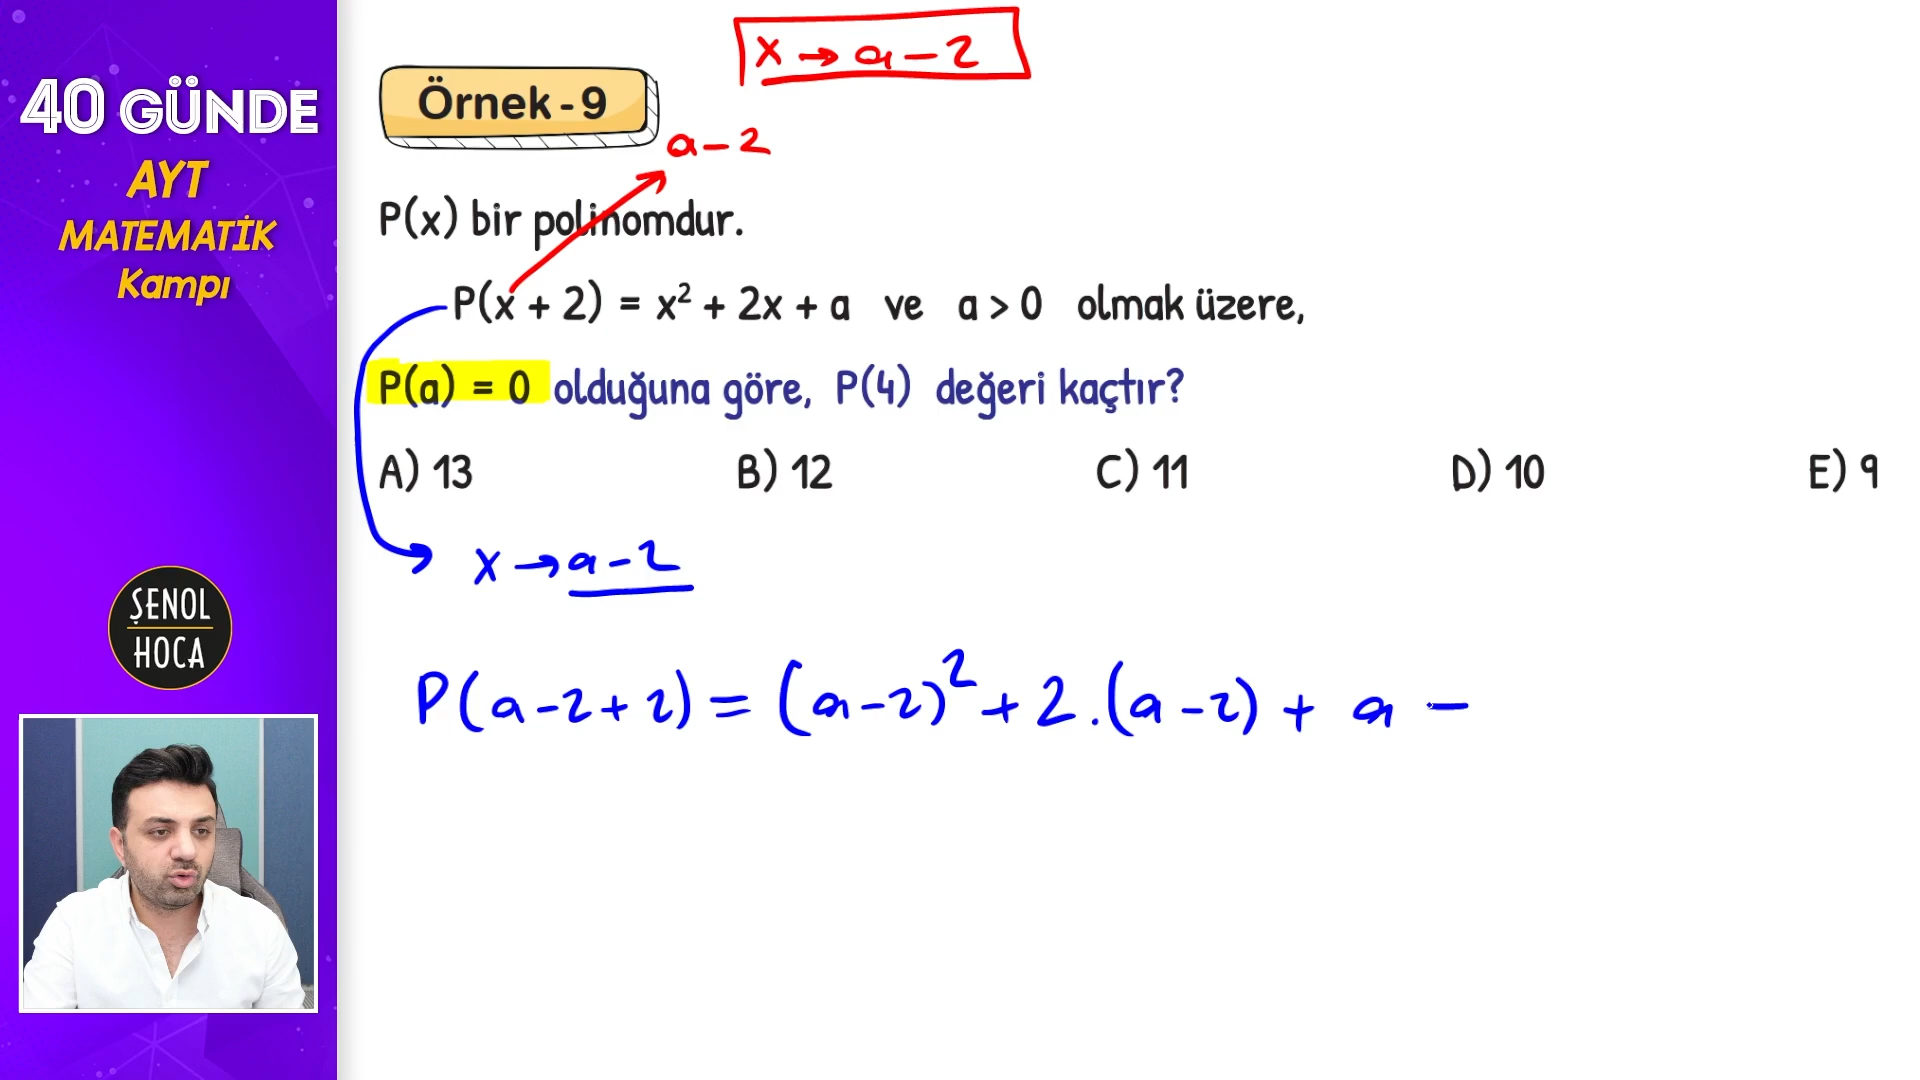 40 GÜNDE
AYT
MATEMATİK
Kampı
ŞENOL
HOCA
x → a - 2
Örnek - 9
a - 2
P(x) bir polinomdur.
P(x + 2) = x² + 2x + a ve a > 0 olmak üzere,
P(a) = 0 olduğuna göre, P(4) değeri kaçtır?
A) 13 B) 12 C) 11 D) 10 E) 9
x → a - 2
P(a - 2 + 2) = (a - 2)² + 2.(a - 2) + a -